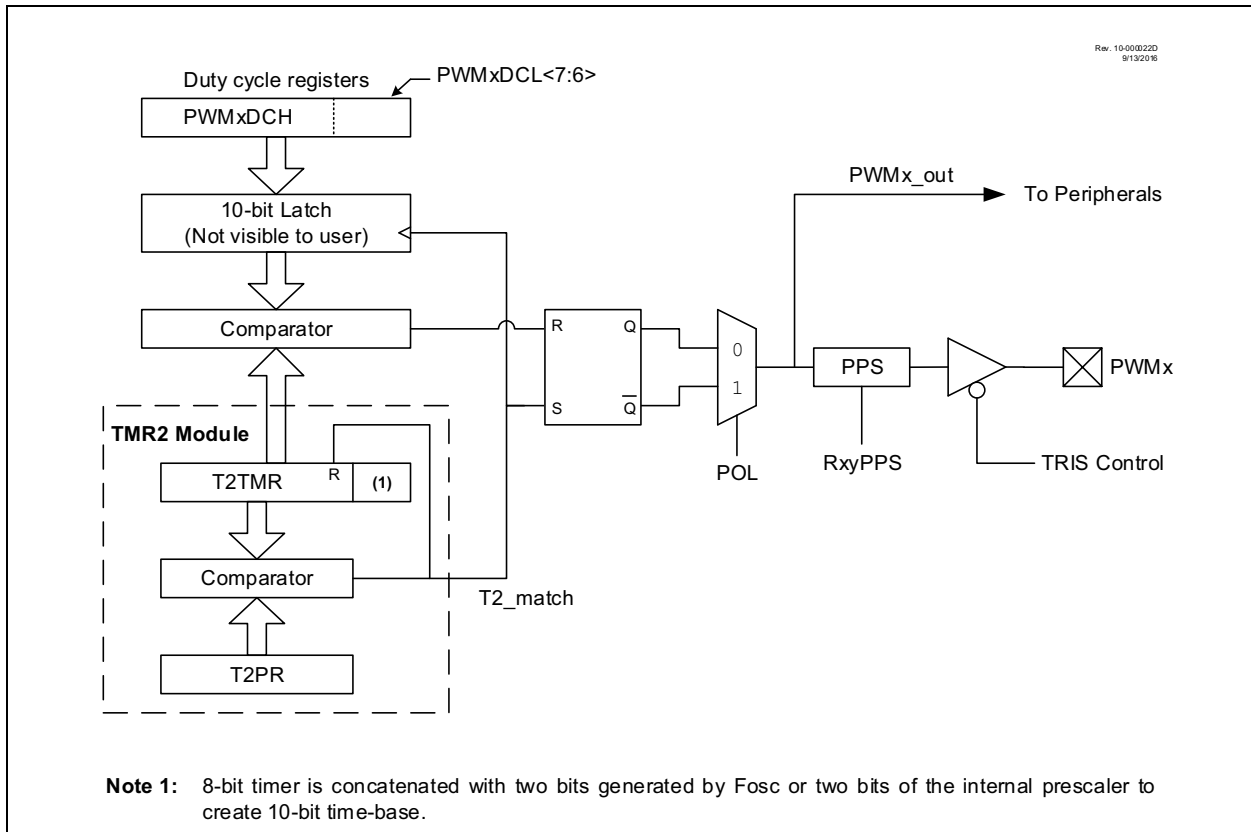 Rev. 10-000022D
9/13/2016
Duty cycle registers
PWMxDCL<7:6>
PWMxDCH
10-bit Latch
(Not visible to user)
Comparator
R
Q
S
Q̅
0
1
POL
PWMx_out
To Peripherals
PPS
RxyPPS
PWMx
TRIS Control
TMR2 Module
T2TMR
R
(1)
Comparator
T2_match
T2PR
Note 1: 8-bit timer is concatenated with two bits generated by Fosc or two bits of the internal prescaler to
create 10-bit time-base.